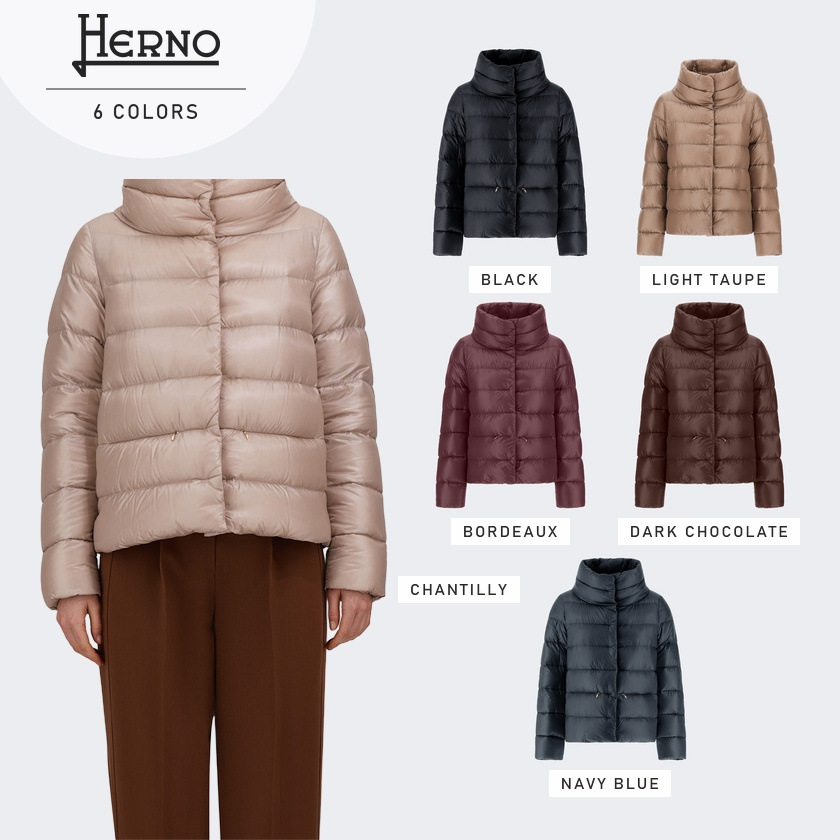 HERNO
6 COLORS
BLACK
LIGHT TAUPE
BORDEAUX
DARK CHOCOLATE
CHANTILLY
NAVY BLUE